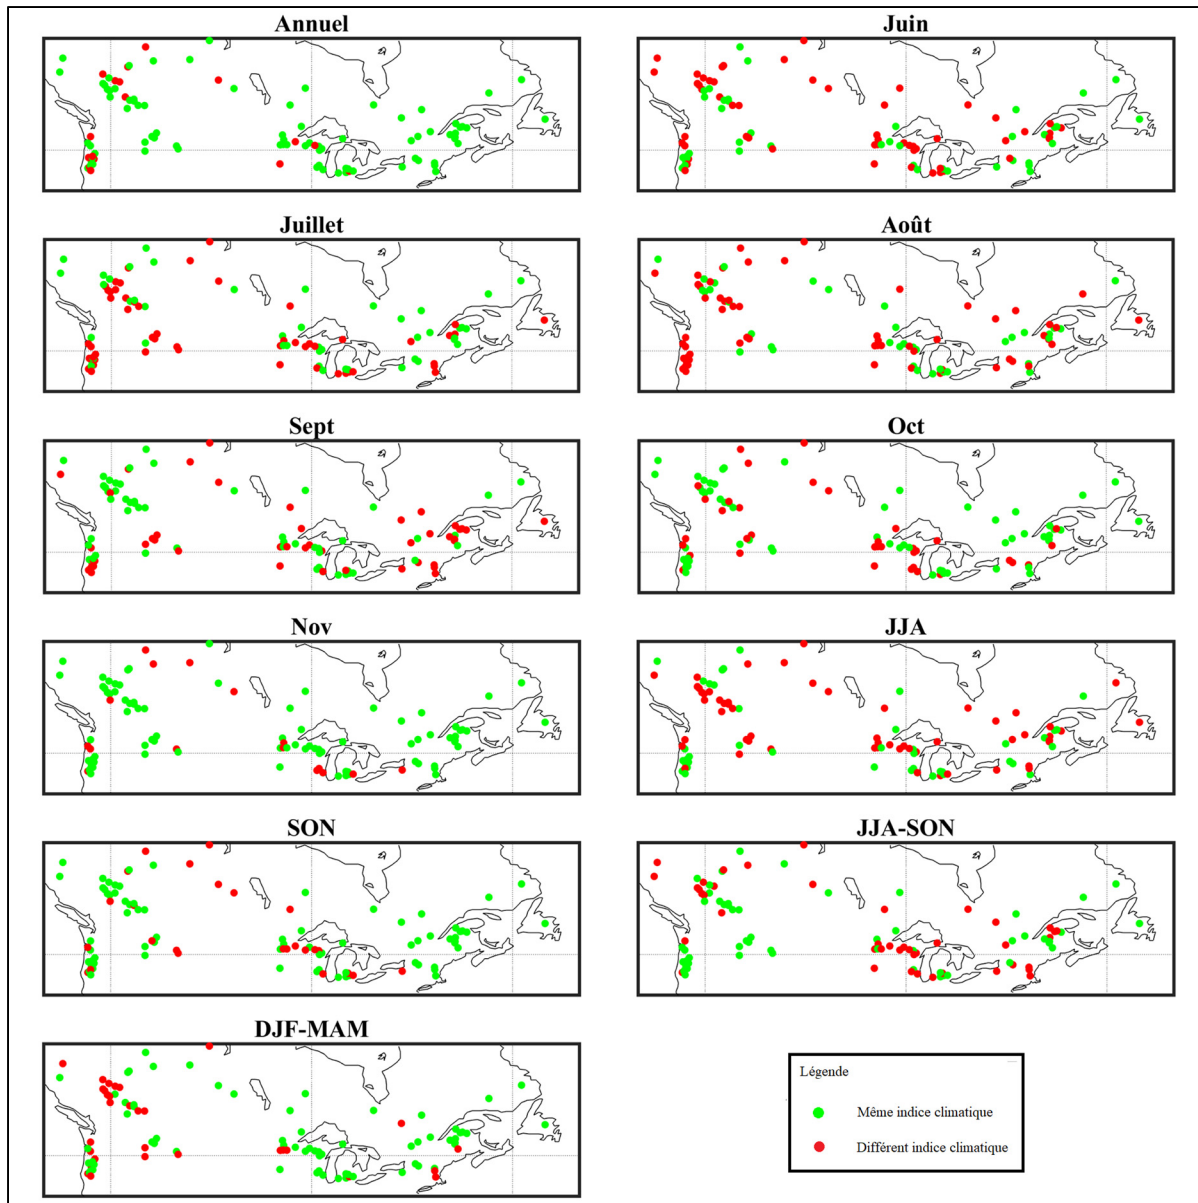 Annuel
Juin
Juillet
Août
Sept
Oct
Nov
JJA
SON
JJA-SON
DJF-MAM
Légende
Même indice climatique
Différent indice climatique